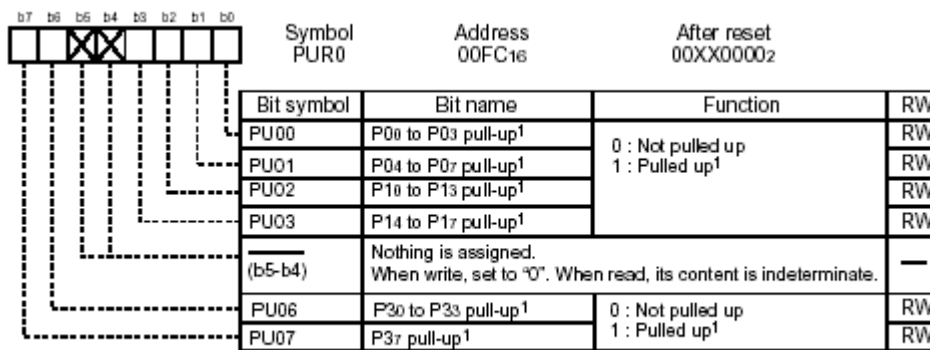 b7 b6 b5 b4 b3 b2 b1 b0
Symbol Address After reset
PUR0 00FC16 00XX00002
Bit symbol Bit name Function RW
PU00 P00 to P03 pull-up1 0 : Not pulled up RW
PU01 P04 to P07 pull-up1 1 : Pulled up1 RW
PU02 P10 to P13 pull-up1 RW
PU03 P14 to P17 pull-up1 RW
(b5-b4) Nothing is assigned. —
When write, set to “0”. When read, its content is indeterminate.
PU06 P30 to P33 pull-up1 0 : Not pulled up RW
PU07 P37 pull-up1 1 : Pulled up1 RW